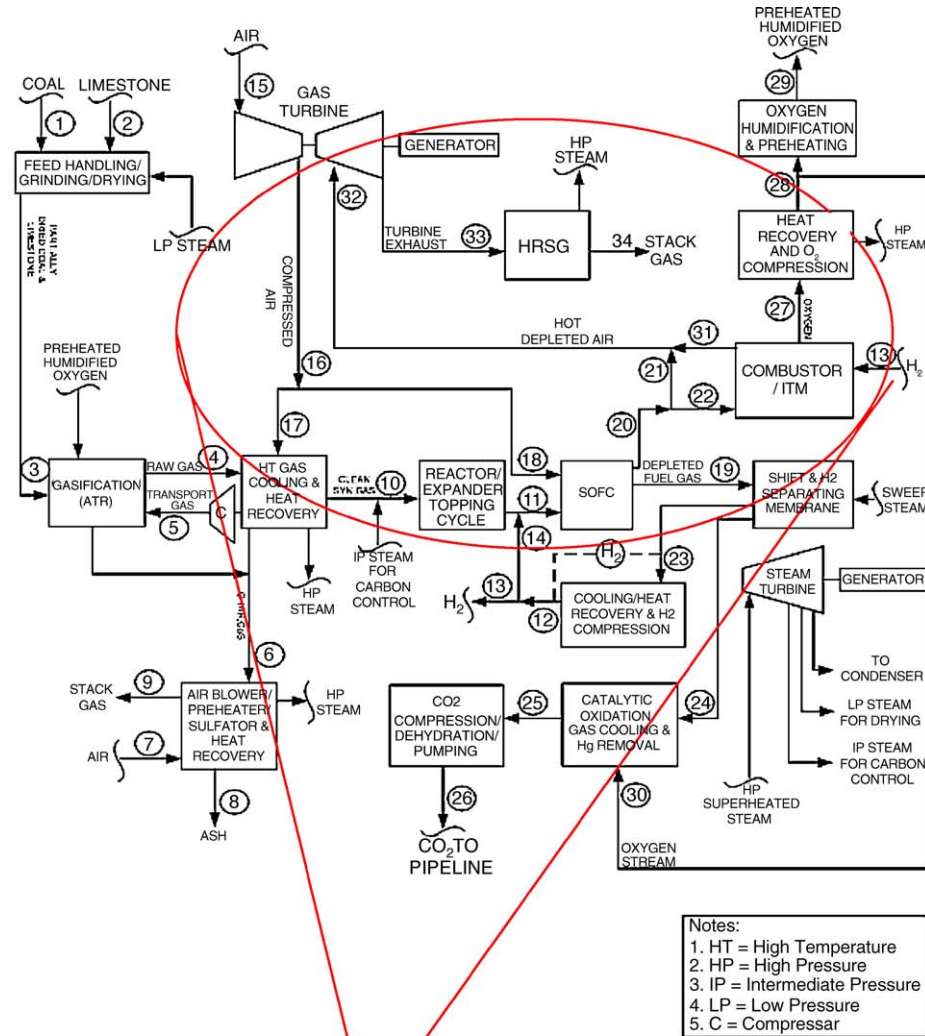 PREHEATED
HUMIDIFIED
OXYGEN
AIR
29
15
GAS
TURBINE
COAL
LIMESTONE
1
2
OXYGEN
HUMIDIFICATION
& PREHEATING
FEED HANDLING/
GRINDING/DRYING
GENERATOR
HP
STEAM
28
32
LP STEAM
TURBINE
EXHAUST
33
HRSG
34
STACK
GAS
HEAT
RECOVERY
AND O2
COMPRESSION
HP
STEAM
PARTIALLY
DRIED COAL &
LIMESTONE
COMPRESSED
AIR
27
OXYGEN
HOT
DEPLETED AIR
31
PREHEATED
HUMIDIFIED
OXYGEN
16
21
22
COMBUSTOR
/ ITM
13
H2
17
20
3
GASIFICATION
(ATR)
RAW GAS
4
HT GAS
COOLING &
HEAT
RECOVERY
CLEAN
SYN GAS
10
REACTOR/
EXPANDER
TOPPING
CYCLE
18
11
SOFC
DEPLETED
FUEL GAS
19
SHIFT & H2
SEPARATING
MEMBRANE
SWEEP
STEAM
TRANSPORT
GAS
5
C
14
IP STEAM
FOR
CARBON
CONTROL
HP
STEAM
H2
23
13
H2
12
COOLING/HEAT
RECOVERY & H2
COMPRESSION
STEAM
TURBINE
GENERATOR
6
9
STACK
GAS
AIR BLOWER/
PREHEATER/
SULFATOR &
HEAT
RECOVERY
HP
STEAM
AIR
7
8
ASH
CO2
COMPRESSION/
DEHYDRATION/
PUMPING
25
CATALYTIC
OXIDATION
GAS COOLING
& Hg REMOVAL
24
TO
CONDENSER
LP STEAM
FOR DRYING
IP STEAM
FOR CARBON
CONTROL
26
CO2 TO
PIPELINE
30
OXYGEN
STREAM
HP
SUPERHEATED
STEAM
Notes:
1. HT = High Temperature
2. HP = High Pressure
3. IP = Intermediate Pressure
4. LP = Low Pressure
5. C = Compressar